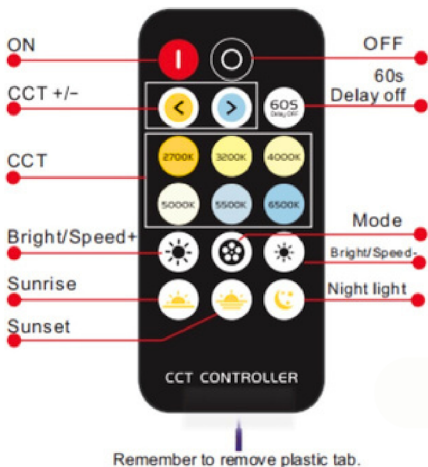 ON
OFF
60s
Delay off
CCT +/-
< >
60S
Delay OFF
CCT
2700K 3200K 4000K
5000K 5500K 6500K
Mode
Bright/Speed+
Bright/Speed-
Sunrise
Night light
Sunset
CCT CONTROLLER
Remember to remove plastic tab.